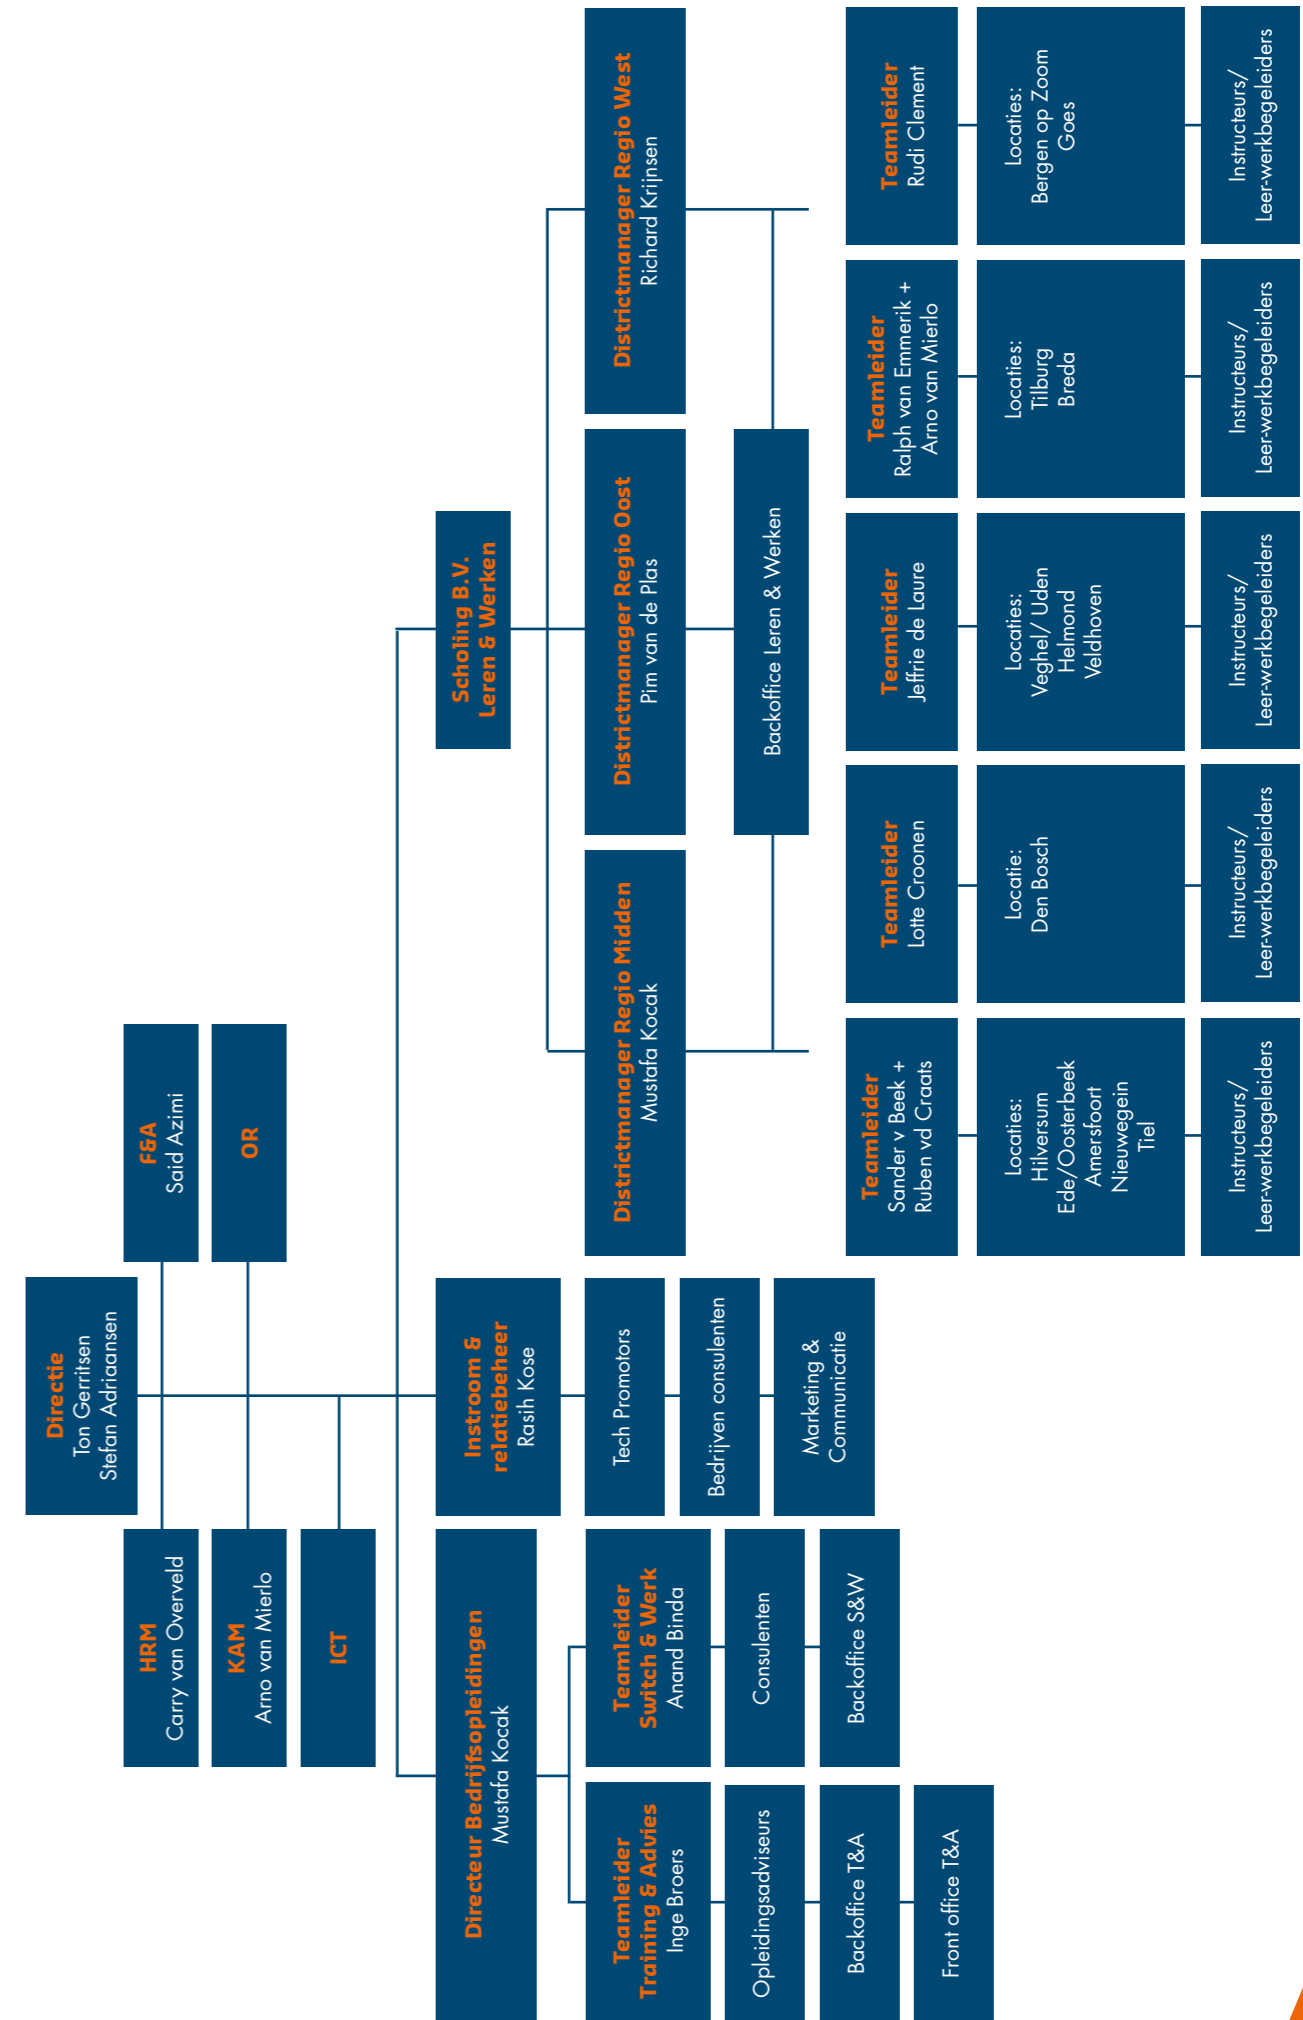 Directie
Ton Gerritsen
Stefan Adriaansen
HRM
Carry van Overveld
F&A
Said Azimi
KAM
Arno van Mierlo
OR
ICT
Directeur Bedrijfsopleidingen
Mustafa Kocak
Instroom &
relatiebeheer
Rasih Kose
Scholing B.V.
Leren & Werken
Teamleider
Training & Advies
Inge Broers
Opleidingsadviseurs
Backoffice T&A
Front office T&A
Teamleider
Switch & Werk
Anand Binda
Consulenten
Backoffice S&W
Tech Promotors
Bedrijven consulenten
Marketing &
Communicatie
Districtmanager Regio Midden
Mustafa Kocak
Districtmanager Regio Oost
Pim van de Plas
Districtmanager Regio West
Richard Krijnsen
Backoffice Leren & Werken
Teamleider
Sander v Beek +
Ruben vd Craats
Locaties:
Hilversum
Ede/Oosterbeek
Amersfoort
Nieuwegein
Tiel
Instructeurs/
Leer-werkbegeleiders
Teamleider
Lotte Croonen
Locatie:
Den Bosch
Instructeurs/
Leer-werkbegeleiders
Teamleider
Jeffrie de Laure
Locaties:
Veghel/ Uden
Helmond
Veldhoven
Instructeurs/
Leer-werkbegeleiders
Teamleider
Ralph van Emmerik +
Arno van Mierlo
Locaties:
Tilburg
Breda
Instructeurs/
Leer-werkbegeleiders
Teamleider
Rudi Clement
Locaties:
Bergen op Zoom
Goes
Instructeurs/
Leer-werkbegeleiders